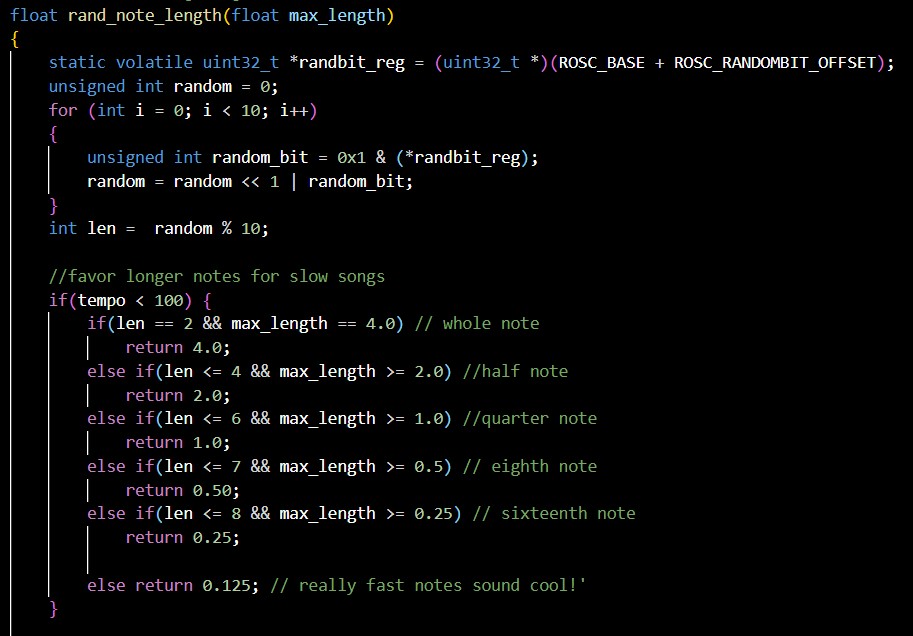 float rand_note_length(float max_length)
{
    static volatile uint32_t *randbit_reg = (uint32_t *)(ROSC_BASE + ROSC_RANDOMBIT_OFFSET);
    unsigned int random = 0;
    for (int i = 0; i < 10; i++)
    {
        unsigned int random_bit = 0x1 & (*randbit_reg);
        random = random << 1 | random_bit;
    }
    int len =  random % 10;

    //favor longer notes for slow songs
    if(tempo < 100) {
        if(len == 2 && max_length == 4.0) // whole note
            return 4.0;
        else if(len <= 4 && max_length >= 2.0) //half note
            return 2.0;
        else if(len <= 6 && max_length >= 1.0) //quarter note
            return 1.0;
        else if(len <= 7 && max_length >= 0.5) // eighth note
            return 0.50;
        else if(len <= 8 && max_length >= 0.25) // sixteenth note
            return 0.25;

        else return 0.125; // really fast notes sound cool!'
    }